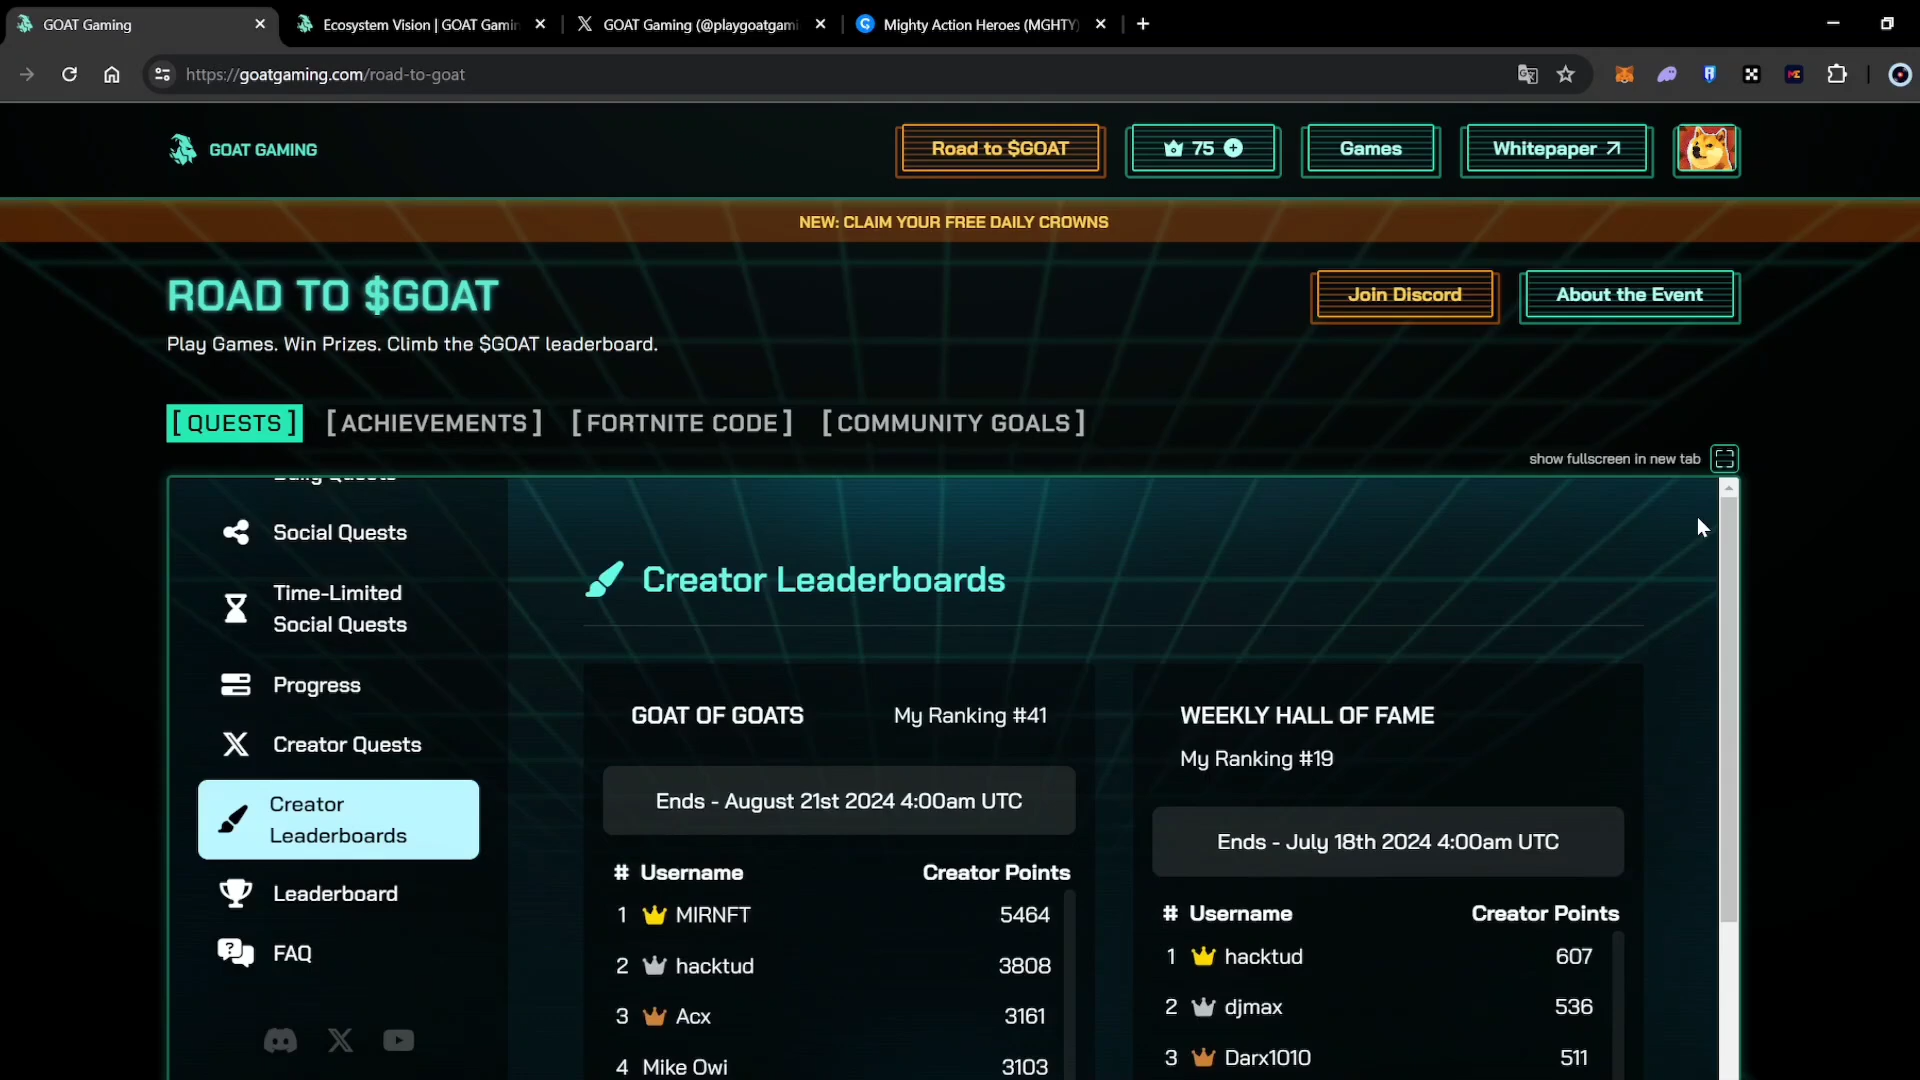 GOAT Gaming
Ecosystem Vision | GOAT Gamin
GOAT Gaming (@playgoatgam
Mighty Action Heroes (MGHTY)
https://goatgaming.com/road-to-goat
GOAT GAMING
Road to $GOAT
75
Games
Whitepaper
NEW: CLAIM YOUR FREE DAILY CROWNS
ROAD TO $GOAT
Join Discord
About the Event
Play Games. Win Prizes. Climb the $GOAT leaderboard.
[ QUESTS ]
[ ACHIEVEMENTS ]
[ FORTNITE CODE ]
[ COMMUNITY GOALS ]
show fullscreen in new tab
Daily Quests
Social Quests
Time-Limited
Social Quests
Progress
Creator Quests
Creator
Leaderboards
Leaderboard
FAQ
Creator Leaderboards
GOAT OF GOATS
My Ranking #41
Ends - August 21st 2024 4:00am UTC
# Username Creator Points
1 MIRNFT 5464
2 hacktud 3808
3 Acx 3161
4 Mike Owi 3103
WEEKLY HALL OF FAME
My Ranking #19
Ends - July 18th 2024 4:00am UTC
# Username Creator Points
1 hacktud 607
2 djmax 536
3 Darx1010 511